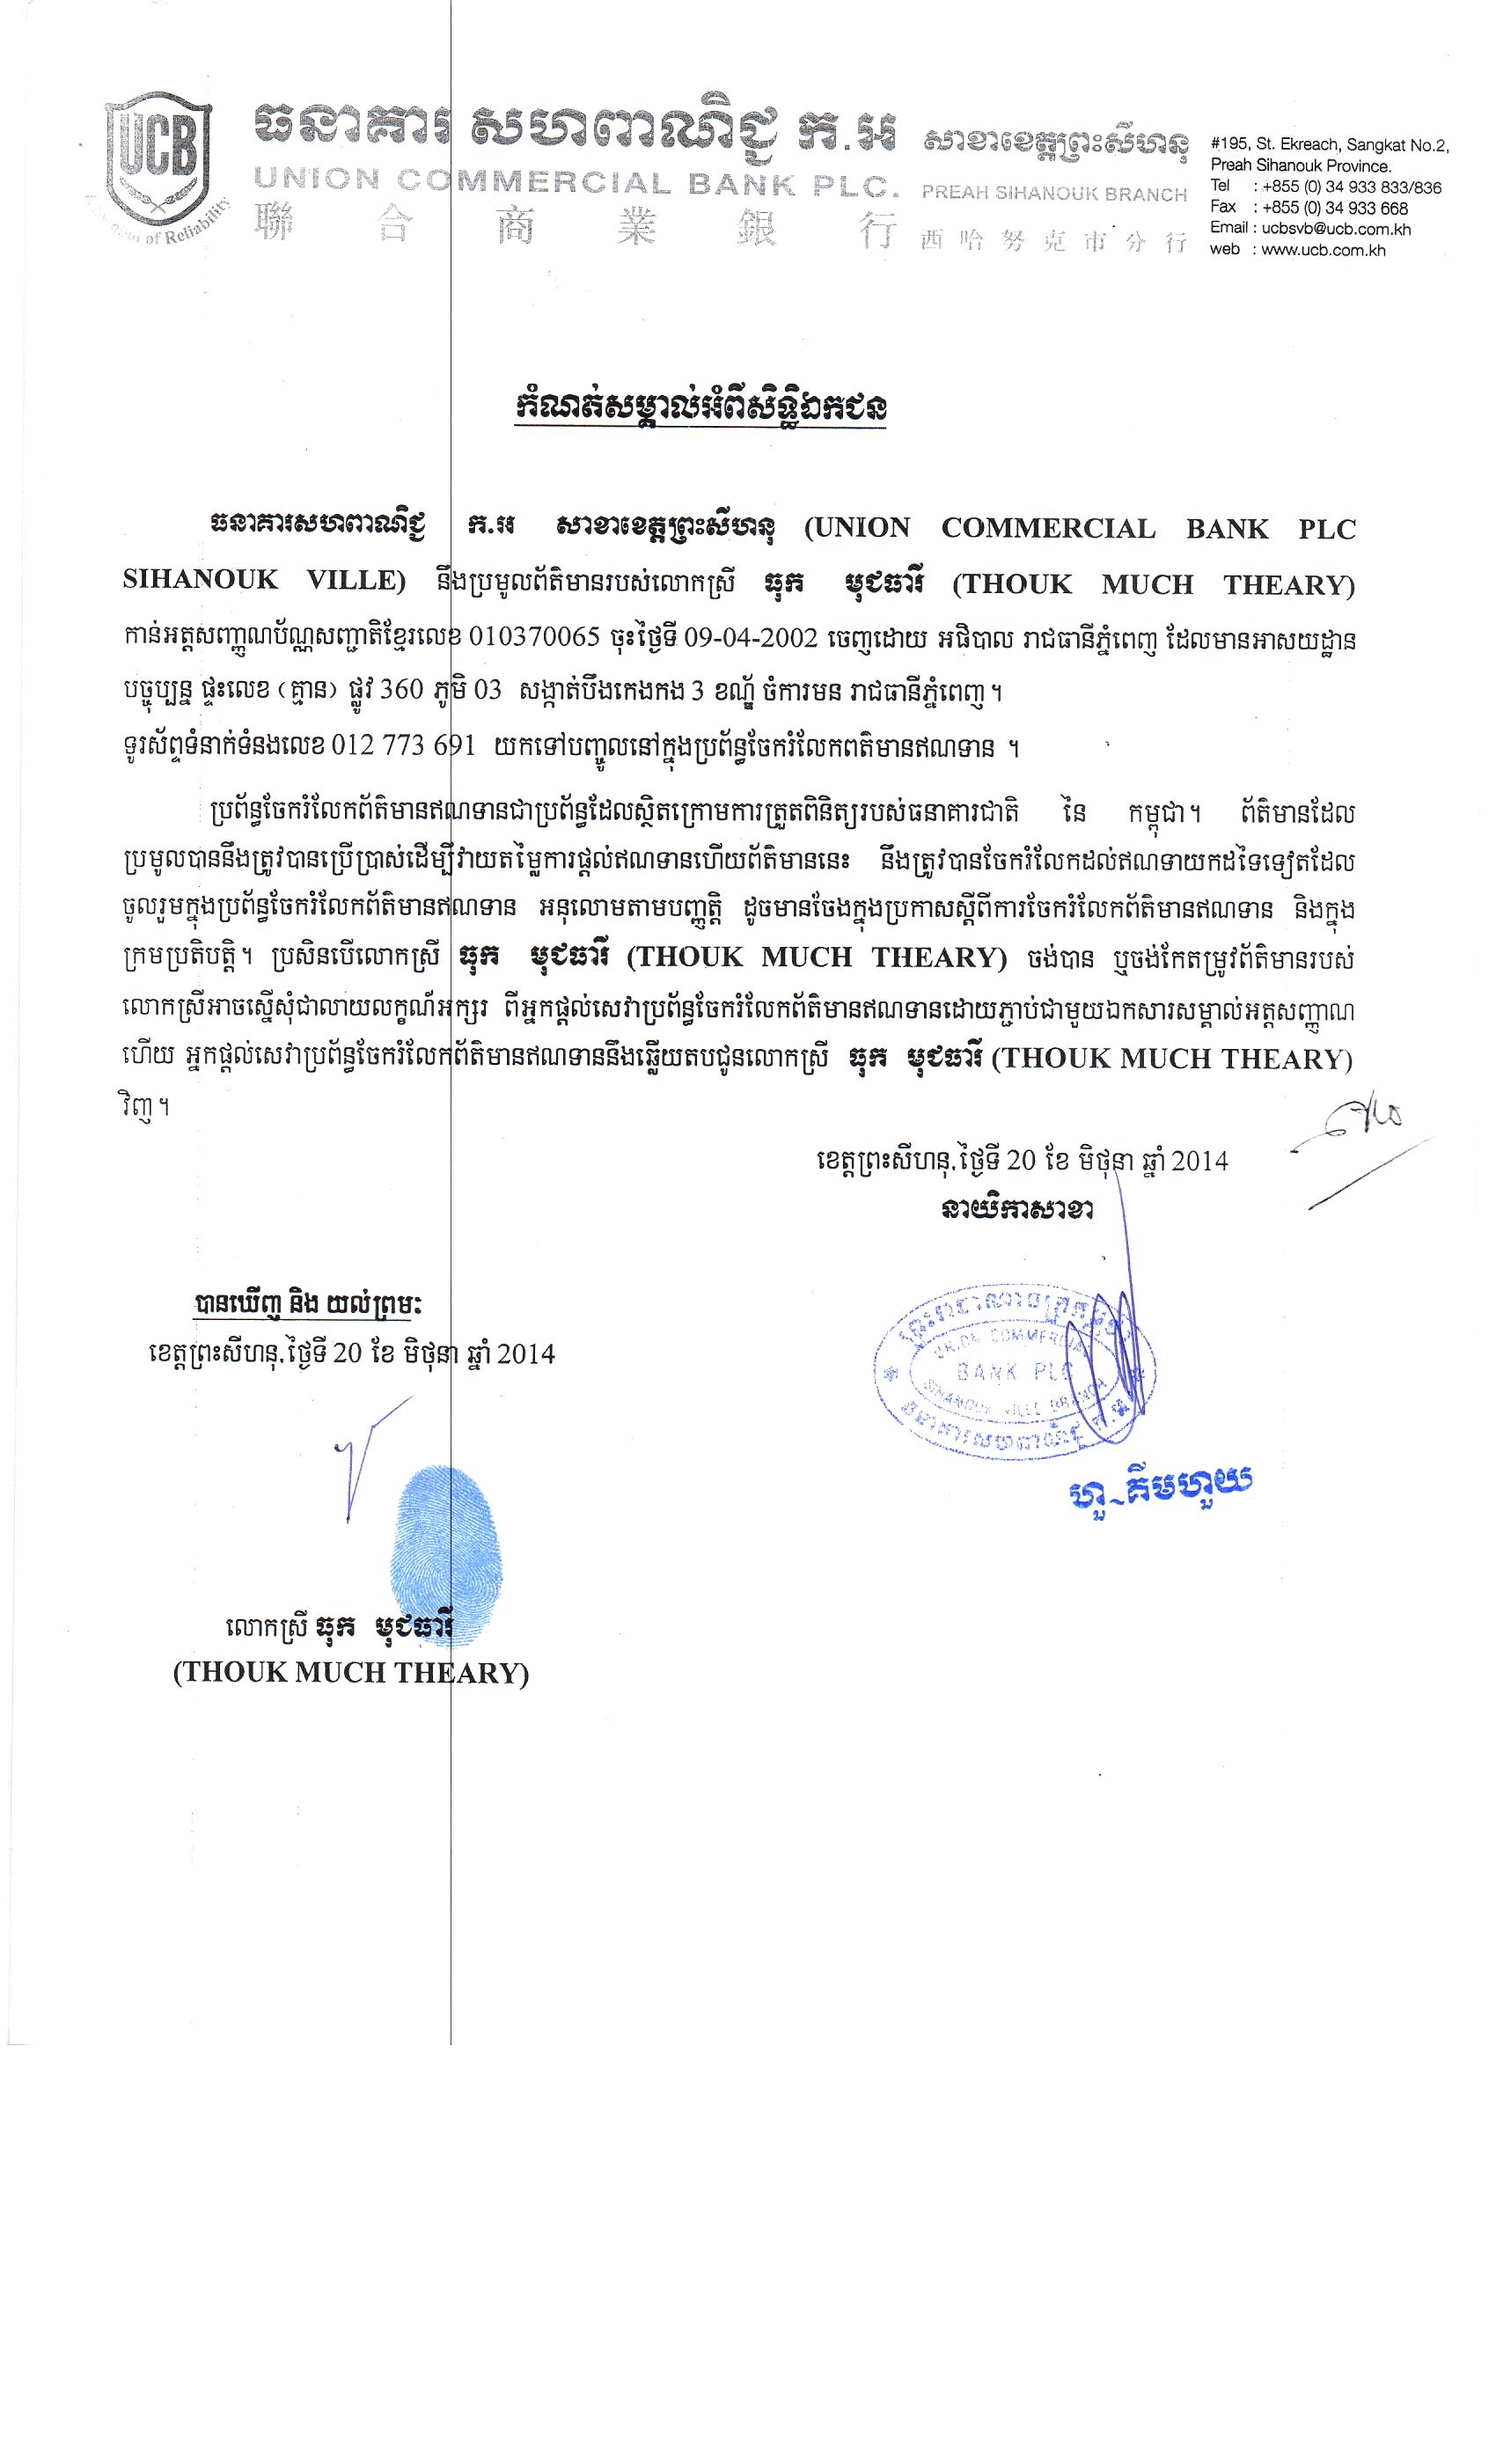 UCB
of Reliability
ធនាគារ សហពាណិជ្ជ ក.អ
សាខាខេត្តព្រះសីហនុ
UNION COMMERCIAL BANK PLC.
PREAH SIHANOUK BRANCH
聯合商業銀行
西哈努克市分行
#195, St. Ekreach, Sangkat No.2,
Preah Sihanouk Province.
Tel : +855 (0) 34 933 833/836
Fax : +855 (0) 34 933 668
Email : ucbsvb@ucb.com.kh
web : www.ucb.com.kh
កំណត់សម្គាល់អំពីសិទ្ធិឯកជន
ធនាគារសហពាណិជ្ជ ក.អ សាខាខេត្តព្រះសីហនុ (UNION COMMERCIAL BANK PLC
SIHANOUK VILLE) នឹងប្រមូលព័ត៌មានរបស់លោកស្រី ធុក មុជធារី (THOUK MUCH THEARY)
កាន់អត្តសញ្ញាណប័ណ្ណសញ្ជាតិខ្មែរលេខ 010370065 ចុះថ្ងៃទី 09-04-2002 ចេញដោយ អភិបាល រាជធានីភ្នំពេញ ដែលមានអាសយដ្ឋាន
បច្ចុប្បន្ន ផ្ទះលេខ (គ្មាន) ផ្លូវ 360 ភូមិ 03 សង្កាត់បឹងកេងកង 3 ខណ្ឌ័ ចំការមន រាជធានីភ្នំពេញ ។
ទូរស័ព្ទទំនាក់ទំនងលេខ 012 773 691 យកទៅបញ្ចូលនៅក្នុងប្រព័ន្ធចែករំលែកពត៌មានឥណទាន ។
ប្រព័ន្ធចែករំលែកព័ត៌មានឥណទានជាប្រព័ន្ធដែលស្ថិតក្រោមការត្រួតពិនិត្យរបស់ធនាគារជាតិ នៃ កម្ពុជា។ ព័ត៌មានដែល
ប្រមូលបាននឹងត្រូវបានប្រើប្រាស់ដើម្បីវាយតម្លៃការផ្តល់ឥណទានហើយព័ត៌មាននេះ នឹងត្រូវបានចែករំលែកដល់ឥណទាយកដទៃទៀតដែល
ចូលរួមក្នុងប្រព័ន្ធចែករំលែកព័ត៌មានឥណទាន អនុលោមតាមបញ្ញត្តិ ដូចមានចែងក្នុងប្រកាសស្តីពីការចែករំលែកព័ត៌មានឥណទាន និងក្នុង
ក្រមប្រតិបត្តិ។ ប្រសិនបើលោកស្រី ធុក មុជធារី (THOUK MUCH THEARY) ចង់បាន ឬចង់កែតម្រូវព័ត៌មានរបស់
លោកស្រីអាចស្នើសុំជាលាយលក្ខណ៍អក្សរ ពីអ្នកផ្តល់សេវាប្រព័ន្ធចែករំលែកព័ត៌មានឥណទានដោយភ្ជាប់ជាមួយឯកសារសម្គាល់អត្តសញ្ញាណ
ហើយ អ្នកផ្តល់សេវាប្រព័ន្ធចែករំលែកព័ត៌មានឥណទាននឹងឆ្លើយតបជូនលោកស្រី ធុក មុជធារី (THOUK MUCH THEARY)
វិញ។
ខេត្តព្រះសីហនុ.ថ្ងៃទី 20 ខែ មិថុនា ឆ្នាំ 2014
នាយិកាសាខា
បានឃើញ និង យល់ព្រម:
ខេត្តព្រះសីហនុ.ថ្ងៃទី 20 ខែ មិថុនា ឆ្នាំ 2014
UNION COMMERCIAL
BANK PLC
SIHANOUK VILLE BRANCH
ធនាគារសហពាណិជ្ជ ក.អ
ហួ_គីមហួយ
លោកស្រី ធុក មុជធារី
(THOUK MUCH THEARY)